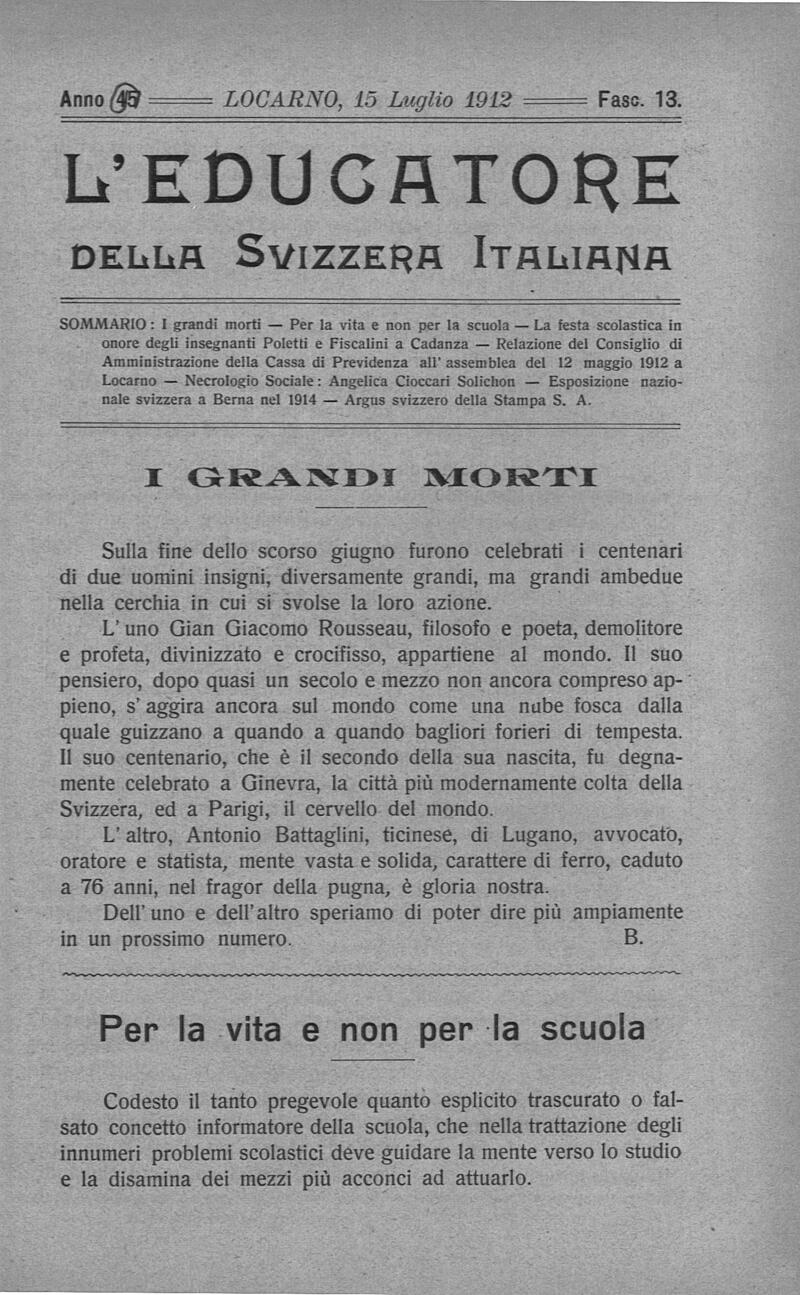 Anno 45 LOCARNO, 15 Luglio 1912 Fasc. 13.
L'EDUCATORE
DELLA SVIZZERA ITALIANA
SOMMARIO: I grandi morti — Per la vita e non per la scuola — La festa scolastica in
onore degli insegnanti Poletti e Fiscalini a Cadanza — Relazione del Consiglio di
Amministrazione della Cassa di Previdenza all' assemblea del 12 maggio 1912 a
Locarno — Necrologio Sociale: Angelica Cioccari Solichon — Esposizione nazio-
nale svizzera a Berna nel 1914 — Argus svizzero della Stampa S. A.
I GRANDI MORTI
Sulla fine dello scorso giugno furono celebrati i centenari
di due uomini insigni, diversamente grandi, ma grandi ambedue
nella cerchia in cui si svolse la loro azione.
L' uno Gian Giacomo Rousseau, filosofo e poeta, demolitore
e profeta, divinizzato e crocifisso, appartiene al mondo. Il suo
pensiero, dopo quasi un secolo e mezzo non ancora compreso ap-
pieno, s' aggira ancora sul mondo come una nube fosca dalla
quale guizzano a quando a quando bagliori forieri di tempesta.
Il suo centenario, che è il secondo della sua nascita, fu degna-
mente celebrato a Ginevra, la città più modernamente colta della
Svizzera, ed a Parigi, il cervello del mondo.
L' altro, Antonio Battaglini, ticinese, di Lugano, avvocato,
oratore e statista, mente vasta e solida, carattere di ferro, caduto
a 76 anni, nel fragor della pugna, è gloria nostra.
Dell' uno e dell' altro speriamo di poter dire più ampiamente
in un prossimo numero. B.
Per la vita e non per la scuola
Codesto il tanto pregevole quanto esplicito trascurato o fal-
sato concetto informatore della scuola, che nella trattazione degli
innumeri problemi scolastici deve guidare la mente verso lo studio
e la disamina dei mezzi più acconci ad attuarlo.